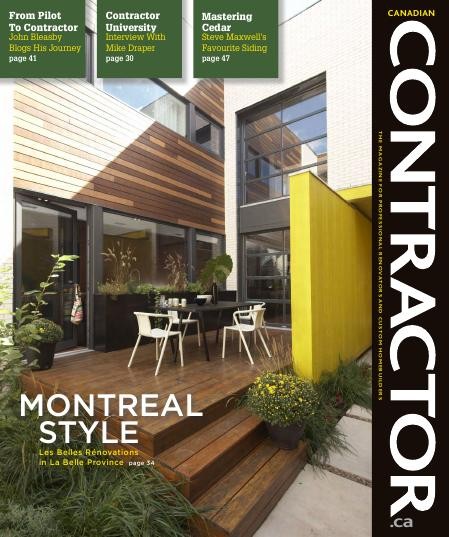 From Pilot
To Contractor
John Bleasby
Blogs His Journey
page 41
Contractor
University
Interview With
Mike Draper
page 30
Mastering
Cedar
Steve Maxwell's
Favourite Siding
page 47
CANADIAN
CONTRACTOR
.ca
THE MAGAZINE FOR PROFESSIONAL RENOVATORS AND CUSTOM HOMEBUILDERS
MONTREAL
STYLE
Les Belles Rénovations
in La Belle Province page 34